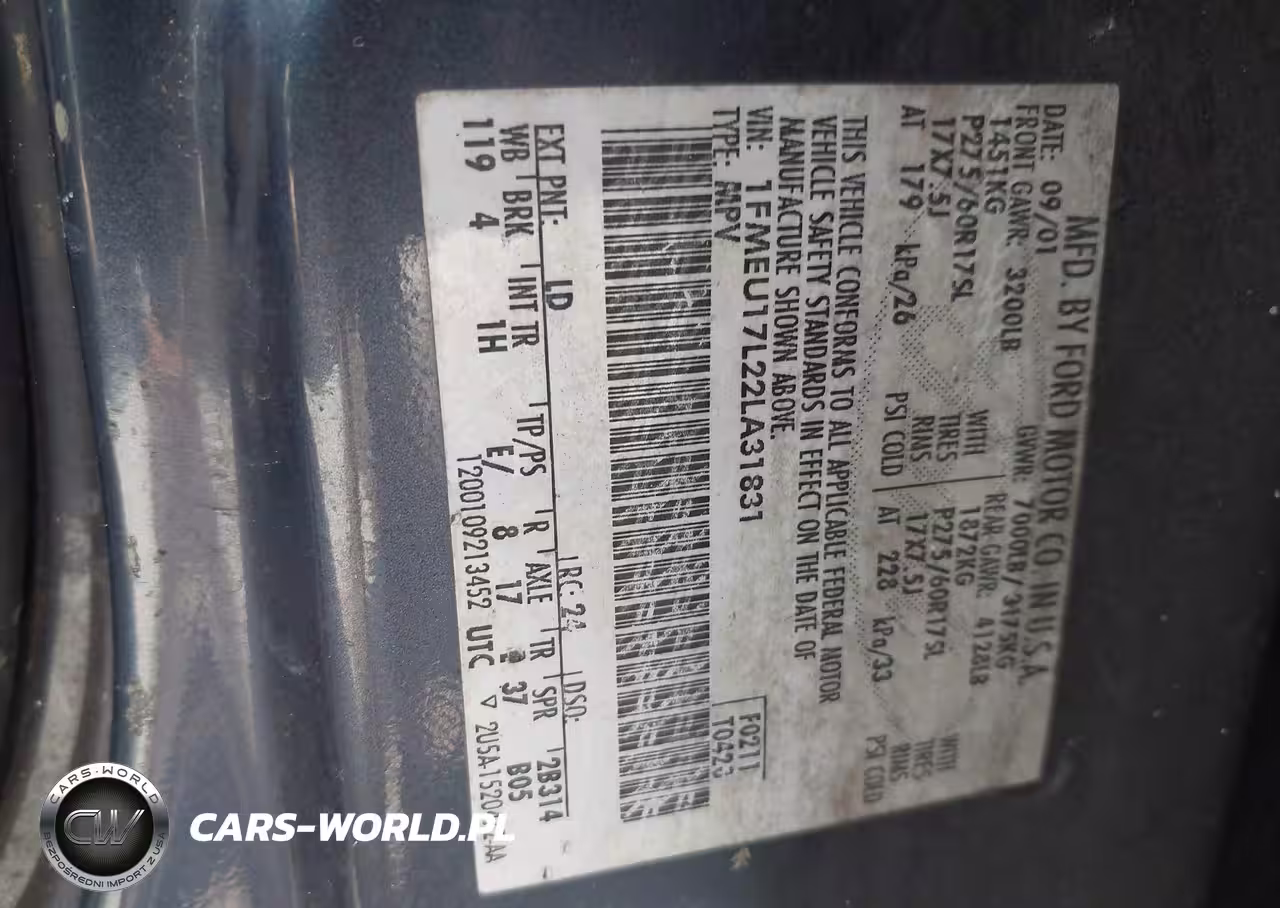 MFD. BY FORD MOTOR CO. IN U.S.A.
DATE: 09/01 GVWR: 7000LB / 3175KG
FRONT GAWR: 3200LB REAR GAWR: 4128LB
1451KG WITH 1872KG WITH
P275/60R17SL TIRES P275/60R17SL TIRES
17X7.5J RIMS 17X7.5J RIMS
AT 179 kPa/26 PSI COLD AT 228 kPa/33 PSI COLD
THIS VEHICLE CONFORMS TO ALL APPLICABLE FEDERAL MOTOR
VEHICLE SAFETY STANDARDS IN EFFECT ON THE DATE OF
MANUFACTURE SHOWN ABOVE.
VIN: 1FMEU17L22LA31831 F0211
TYPE: MPV T0423
EXT PNT: LD RC: 24 DSO: 2B314
WB BRK INT TR TP/PS R AXLE TR SPR B05
119 4 1H E/ 8 17 37
1200109213452 UTC ▽ 2U5A 1520 AA
CARS-WORLD
CW
BEZPOŚREDNI IMPORT Z USA
CARS-WORLD.PL